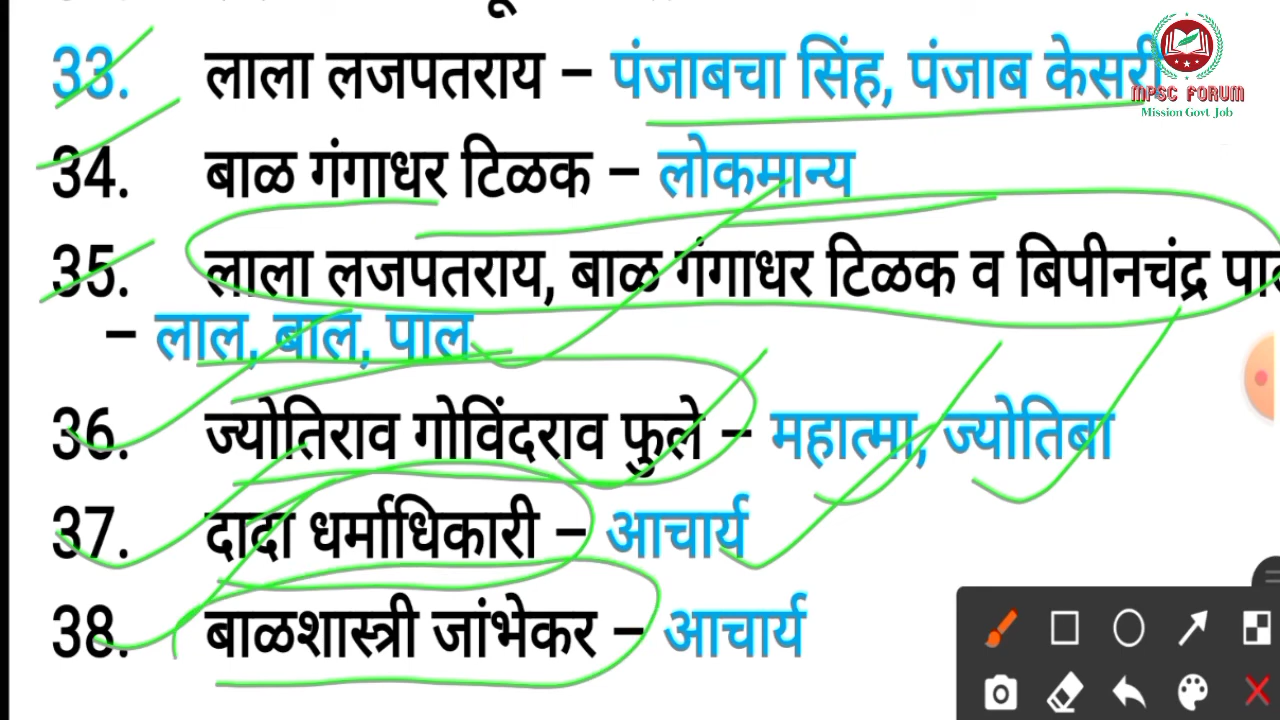 33. लाला लजपतराय – पंजाबचा सिंह, पंजाब केसरी
MPSC FORUM
Mission Govt Job
34. बाळ गंगाधर टिळक – लोकमान्य
35. लाला लजपतराय, बाळ गंगाधर टिळक व बिपीनचंद्र
– लाल, बाल, पाल
36. ज्योतिराव गोविंदराव फुले – महात्मा, ज्योतिबा
37. दादा धर्माधिकारी – आचार्य
38. बाळशास्त्री जांभेकर – आचार्य